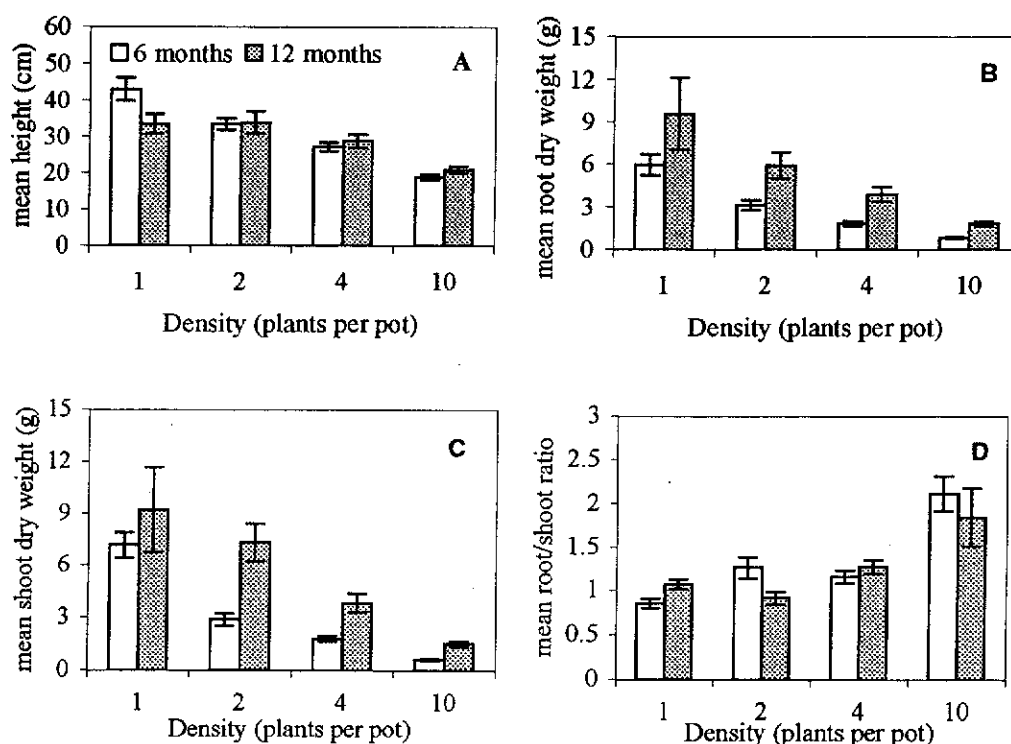 mean height (cm)
60
50
40
30
20
10
0
6 months 12 months
A
1 2 4 10
Density (plants per pot)
mean root dry weight (g)
15
12
9
6
3
0
B
1 2 4 10
Density (plants per pot)
mean shoot dry weight (g)
15
12
9
6
3
0
C
1 2 4 10
Density (plants per pot)
mean root/shoot ratio
3
2.5
2
1.5
1
0.5
0
D
1 2 4 10
Density (plants per pot)